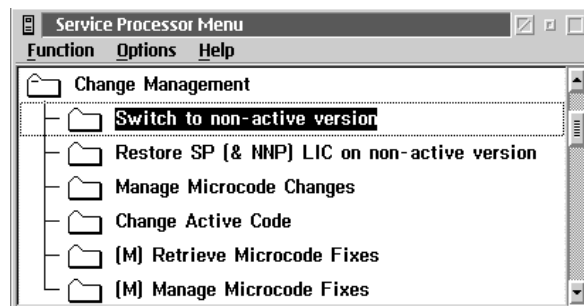 Service Processor Menu
Function Options Help
Change Management
Switch to non-active version
Restore SP (& NNP) LIC on non-active version
Manage Microcode Changes
Change Active Code
(M) Retrieve Microcode Fixes
(M) Manage Microcode Fixes